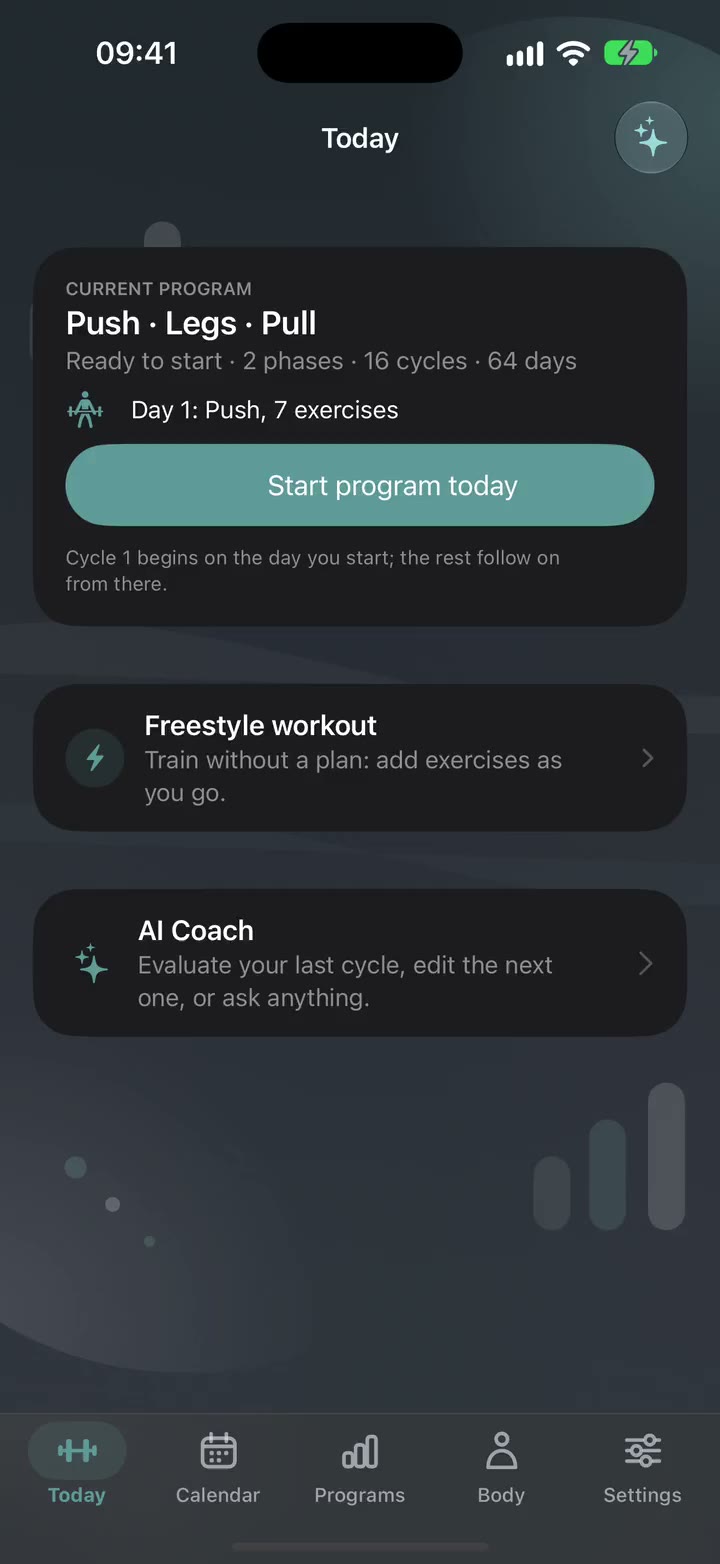 09:41
Today
CURRENT PROGRAM
Push · Legs · Pull
Ready to start · 2 phases · 16 cycles · 64 days
Day 1: Push, 7 exercises
Start program today
Cycle 1 begins on the day you start; the rest follow on
from there.
Freestyle workout
Train without a plan: add exercises as
you go.
AI Coach
Evaluate your last cycle, edit the next
one, or ask anything.
Today
Calendar
Programs
Body
Settings